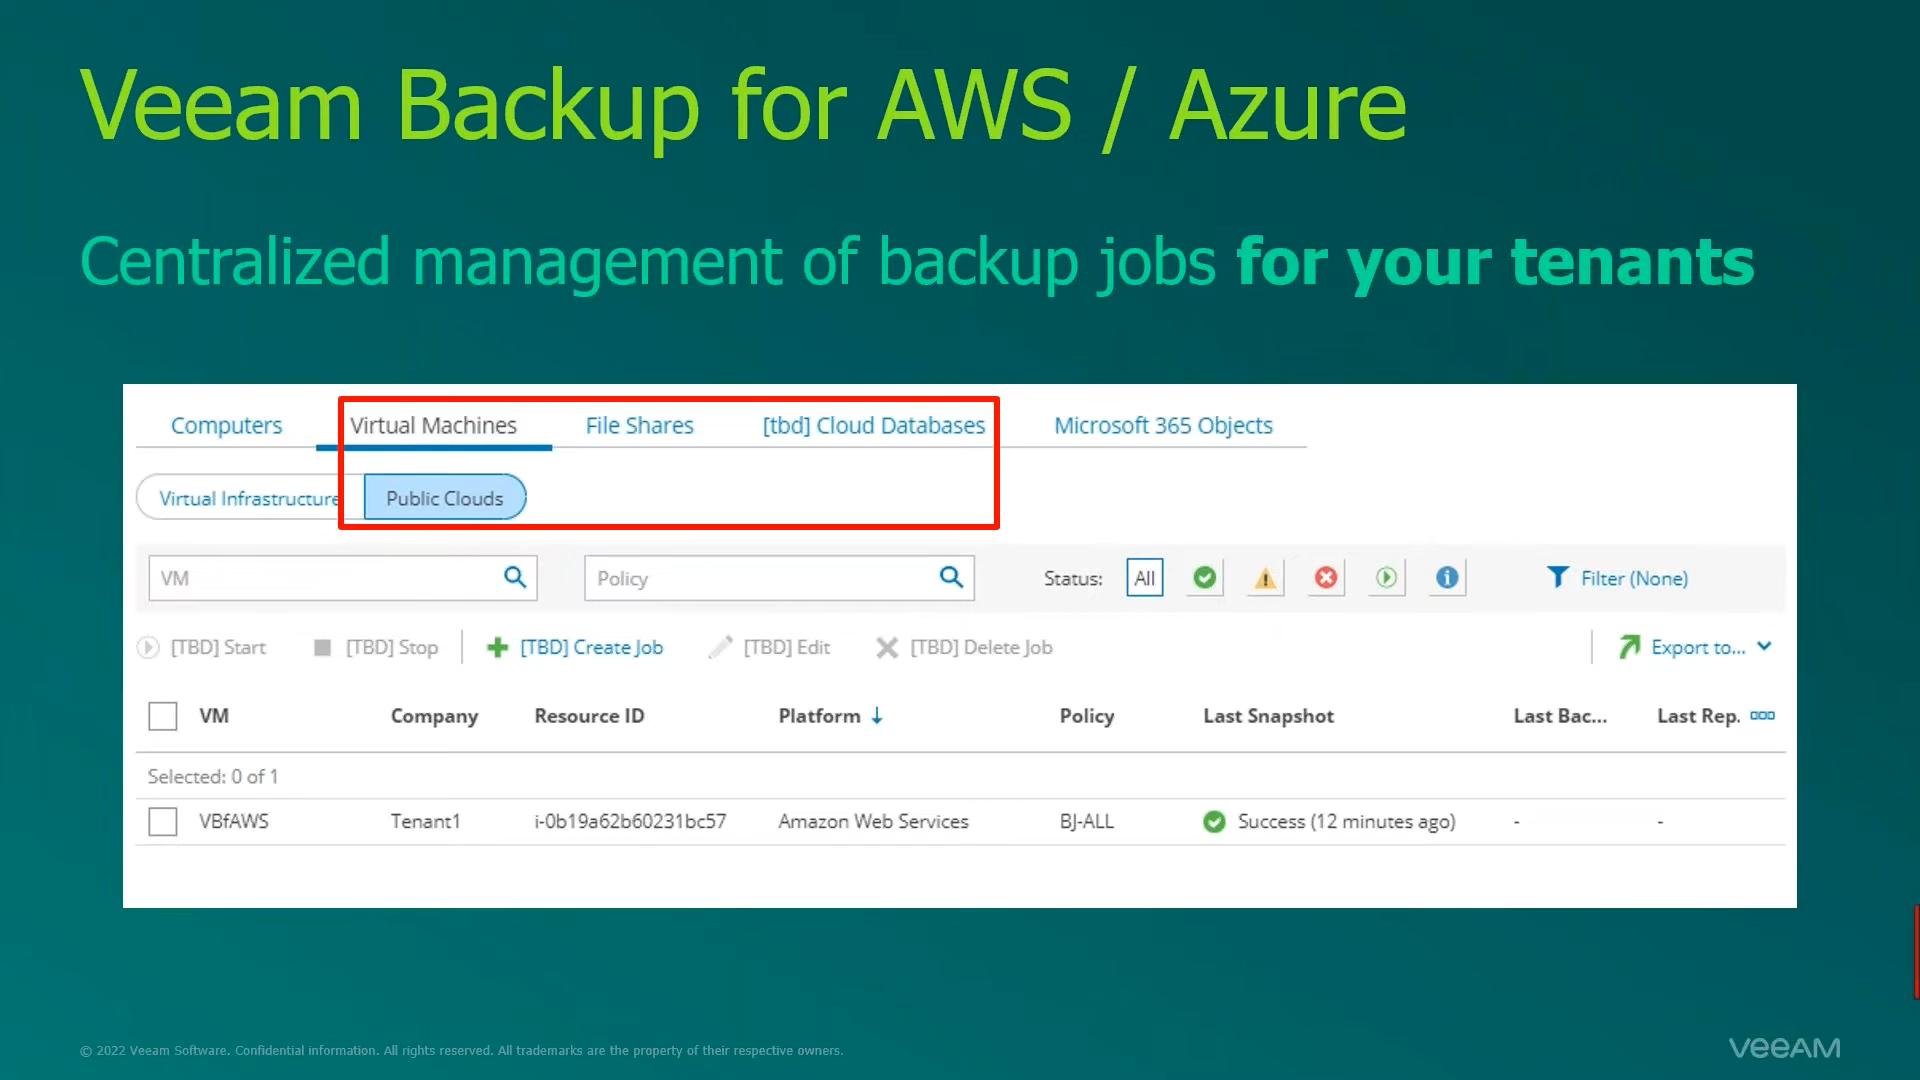 Veeam Backup for AWS / Azure
Centralized management of backup jobs for your tenants
Computers Virtual Machines File Shares [tbd] Cloud Databases Microsoft 365 Objects
Virtual Infrastructure Public Clouds
VM Policy Status: All Filter (None)
[TBD] Start [TBD] Stop [TBD] Create Job [TBD] Edit [TBD] Delete Job Export to...
VM Company Resource ID Platform Policy Last Snapshot Last Bac... Last Rep.
Selected: 0 of 1
VBfAWS Tenant1 i-0b19a62b60231bc57 Amazon Web Services BJ-ALL Success (12 minutes ago) - -
© 2022 Veeam Software. Confidential information. All rights reserved. All trademarks are the property of their respective owners.
veeAM